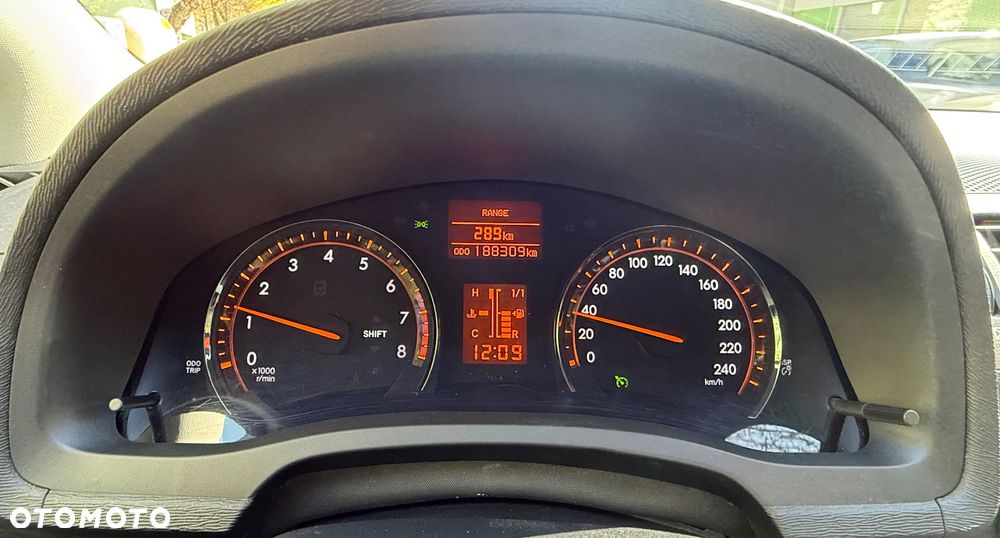 RANGE
289km
ODO 188309km
H 1/1
C R
12:09
0
1
2
3
4
5
6
7
8
SHIFT
x1000
r/min
ODO
TRIP
0
20
40
60
80
100
120
140
160
180
200
220
240
km/h
OTOMOTO